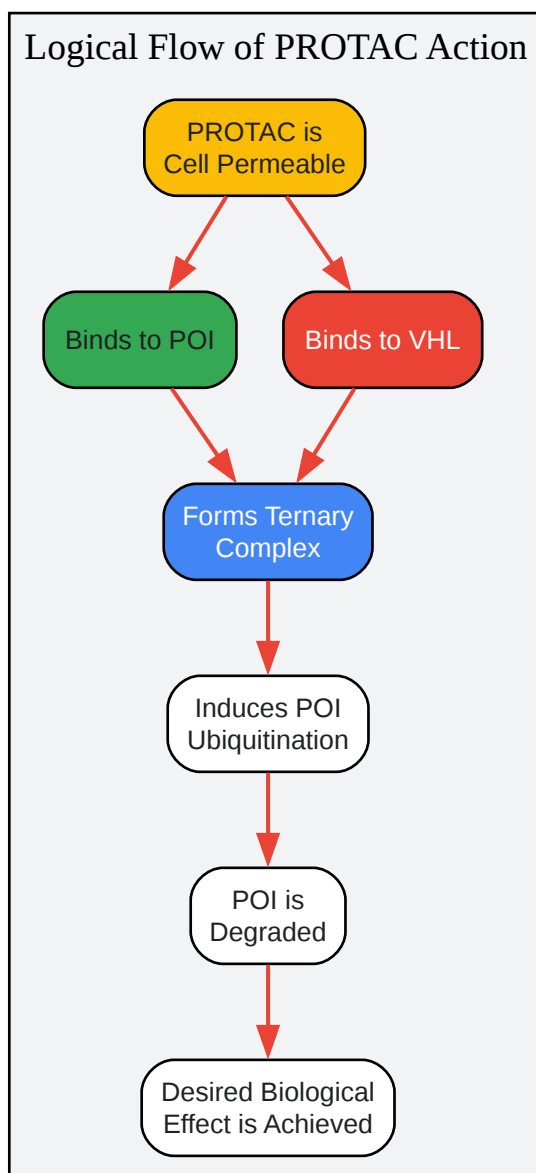 Logical Flow of PROTAC Action
PROTAC is
Cell Permeable
Binds to POI
Binds to VHL
Forms Ternary
Complex
Induces POI
Ubiquitination
POI is
Degraded
Desired Biological
Effect is Achieved